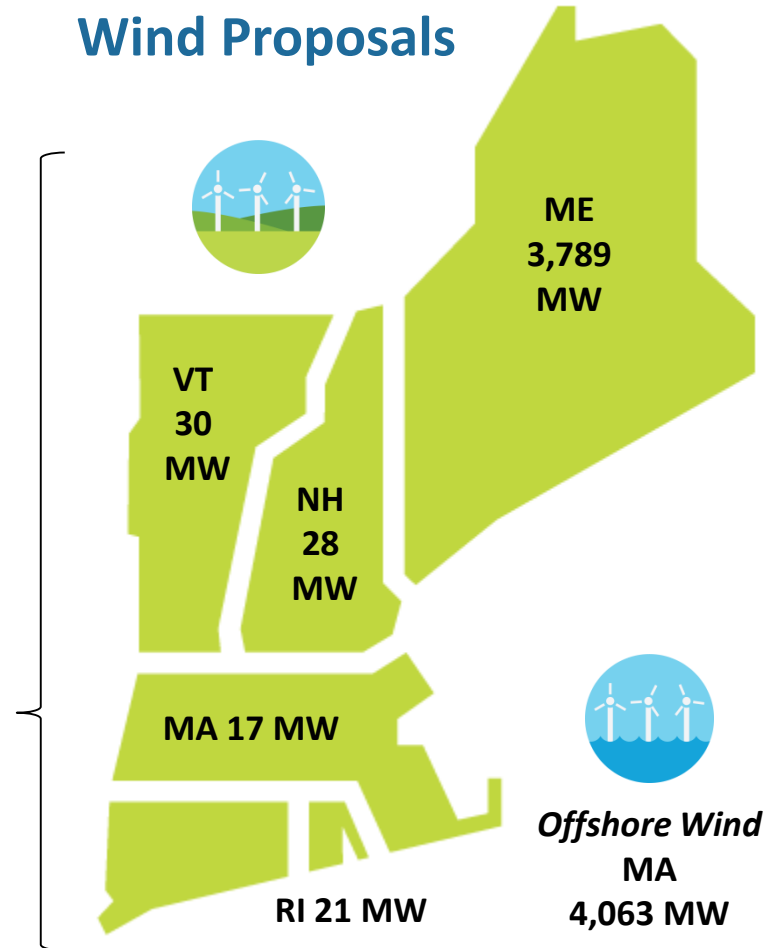 Wind Proposals
ME
3,789
MW
VT
30
MW
NH
28
MW
MA 17 MW
Offshore Wind
MA
4,063 MW
RI 21 MW